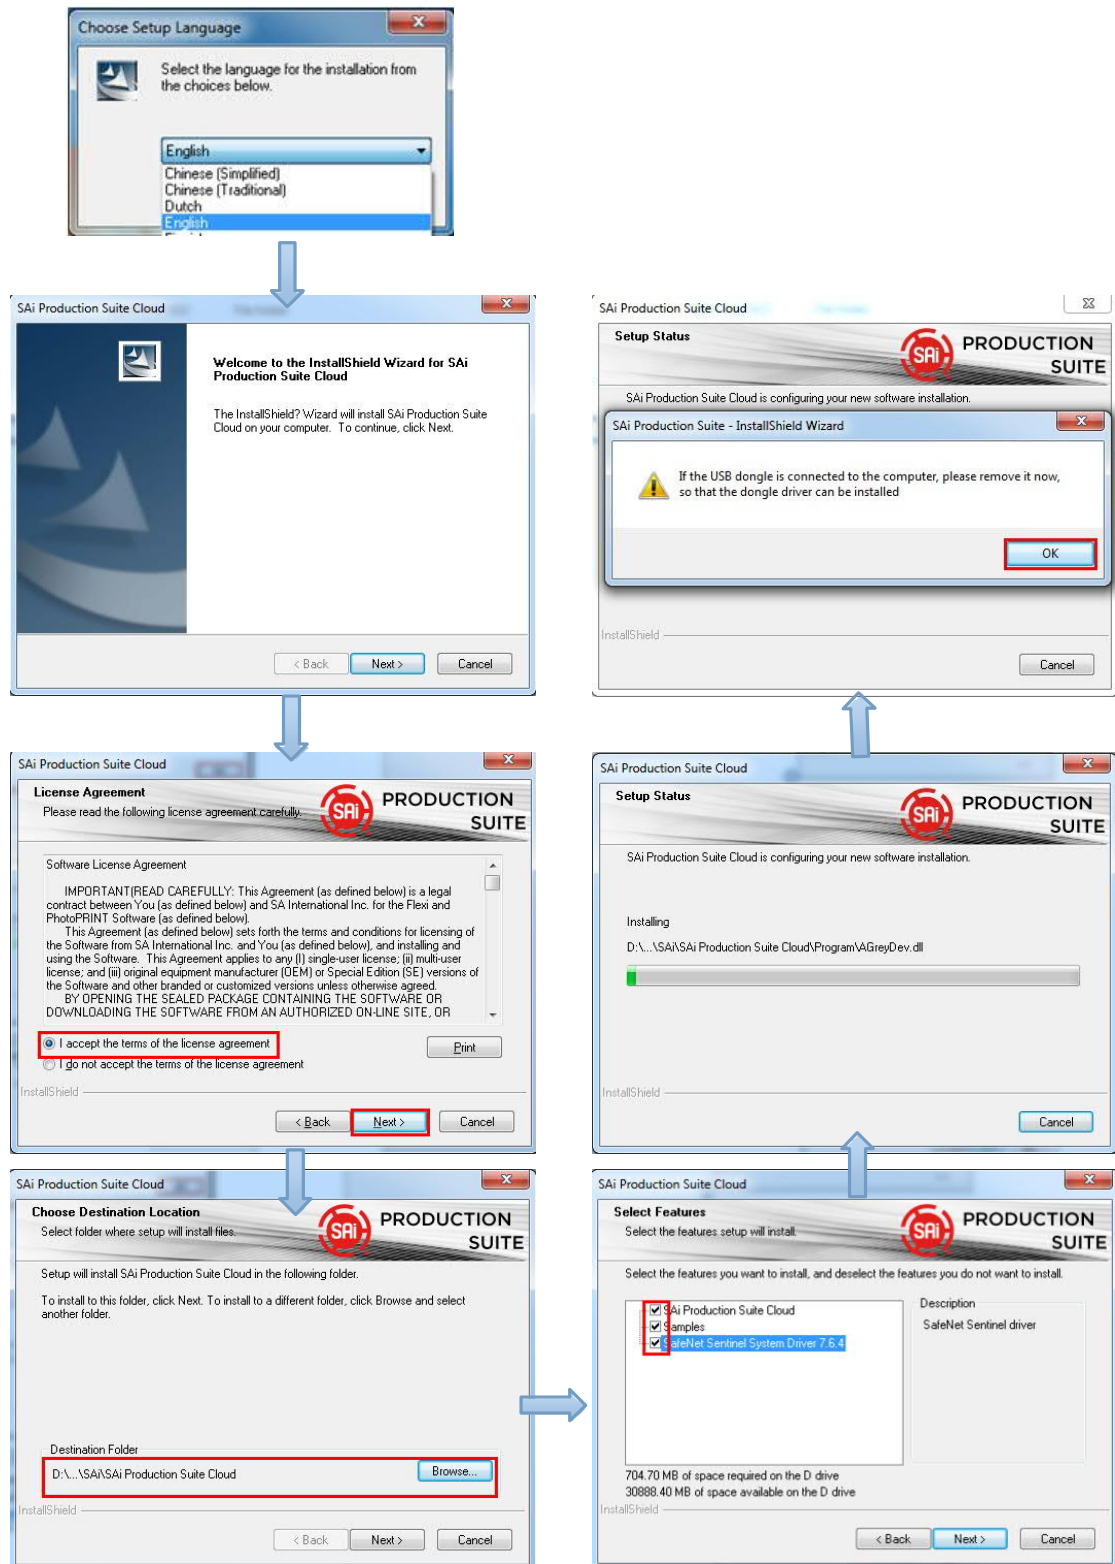 Choose Setup Language
Select the language for the installation from
the choices below.
English
Chinese (Simplified)
Chinese (Traditional)
Dutch
English
SAi Production Suite Cloud
Welcome to the InstallShield Wizard for SAi
Production Suite Cloud
The InstallShield? Wizard will install SAi Production Suite
Cloud on your computer. To continue, click Next.
< Back
Next >
Cancel
SAi Production Suite Cloud
License Agreement
Please read the following license agreement carefully.
SAi
PRODUCTION
SUITE
Software License Agreement
IMPORTANT(READ CAREFULLY: This Agreement (as defined below) is a legal
contract between You (as defined below) and SA International Inc. for the Flexi and
PhotoPRINT Software (as defined below).
This Agreement (as defined below) sets forth the terms and conditions for licensing of
the Software from SA International Inc. and You (as defined below), and installing and
using the Software. This Agreement applies to any (I) single-user license; (ii) multi-user
license; and (iii) original equipment manufacturer (OEM) or Special Edition (SE) versions of
the Software and other branded or customized versions unless otherwise agreed.
BY OPENING THE SEALED PACKAGE CONTAINING THE SOFTWARE OR
DOWNLOADING THE SOFTWARE FROM AN AUTHORIZED ON-LINE SITE, OR
I accept the terms of the license agreement
I do not accept the terms of the license agreement
Print
InstallShield
< Back
Next >
Cancel
SAi Production Suite Cloud
Choose Destination Location
Select folder where setup will install files.
SAi
PRODUCTION
SUITE
Setup will install SAi Production Suite Cloud in the following folder.
To install to this folder, click Next. To install to a different folder, click Browse and select
another folder.
Destination Folder
D:\...\SAi\SAi Production Suite Cloud
Browse...
InstallShield
< Back
Next >
Cancel
SAi Production Suite Cloud
Select Features
Select the features setup will install.
SAi
PRODUCTION
SUITE
Select the features you want to install, and deselect the features you do not want to install.
SAi Production Suite Cloud
Samples
SafeNet Sentinel System Driver 7.6.4
Description
SafeNet Sentinel driver
704.70 MB of space required on the D drive
30888.40 MB of space available on the D drive
InstallShield
< Back
Next >
Cancel
SAi Production Suite Cloud
Setup Status
SAi
PRODUCTION
SUITE
SAi Production Suite Cloud is configuring your new software installation.
Installing
D:\...\SAi\SAi Production Suite Cloud\Program\AGreyDev.dll
InstallShield
Cancel
SAi Production Suite Cloud
Setup Status
SAi
PRODUCTION
SUITE
SAi Production Suite Cloud is configuring your new software installation.
SAi Production Suite - InstallShield Wizard
If the USB dongle is connected to the computer, please remove it now,
so that the dongle driver can be installed
OK
InstallShield
Cancel